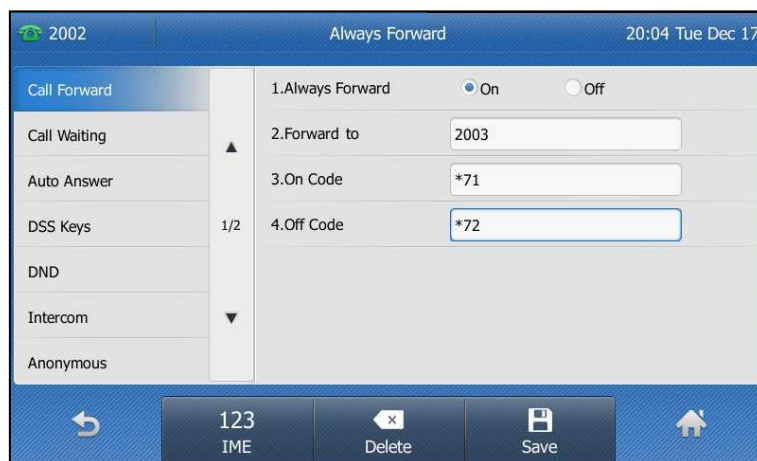 2002 Always Forward 20:04 Tue Dec 17
Call Forward 1.Always Forward On Off
Call Waiting 2.Forward to 2003
Auto Answer 3.On Code *71
DSS Keys 1/2 4.Off Code *72
DND
Intercom
Anonymous
123
IME Delete Save